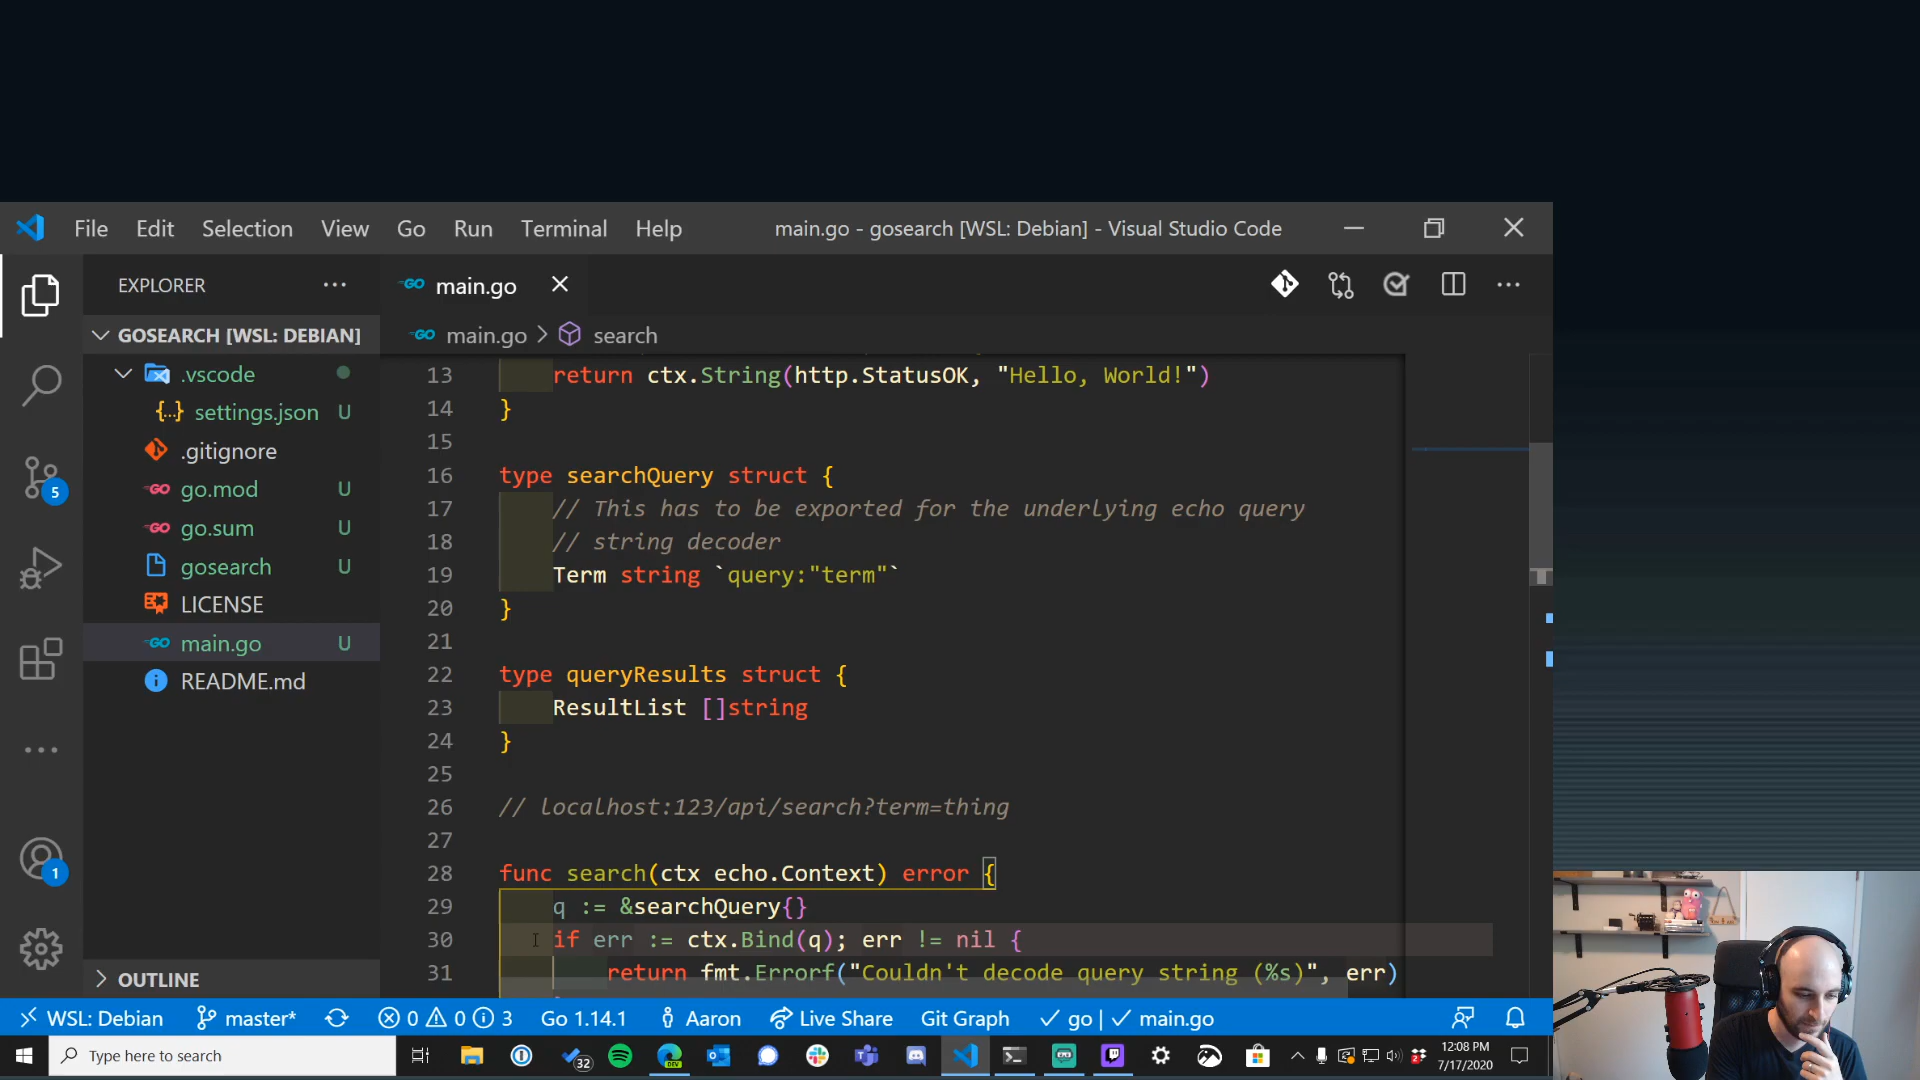 File Edit Selection View Go Run Terminal Help main.go - gosearch [WSL: Debian] - Visual Studio Code
EXPLORER
main.go
GOSEARCH [WSL: DEBIAN]
main.go > search
.vscode
settings.json U
.gitignore
go.mod U
go.sum U
gosearch U
LICENSE
main.go U
README.md
OUTLINE
5
1
13 return ctx.String(http.StatusOK, "Hello, World!")
14 }
15
16 type searchQuery struct {
17 // This has to be exported for the underlying echo query
18 // string decoder
19 Term string `query:"term"`
20 }
21
22 type queryResults struct {
23 ResultList []string
24 }
25
26 // localhost:123/api/search?term=thing
27
28 func search(ctx echo.Context) error {
29 q := &searchQuery{}
30 if err := ctx.Bind(q); err != nil {
31 return fmt.Errorf("Couldn't decode query string (%s)", err)
WSL: Debian master* 0 0 3 Go 1.14.1 Aaron Live Share Git Graph go | main.go
Type here to search
32
DEV
12:08 PM
7/17/2020